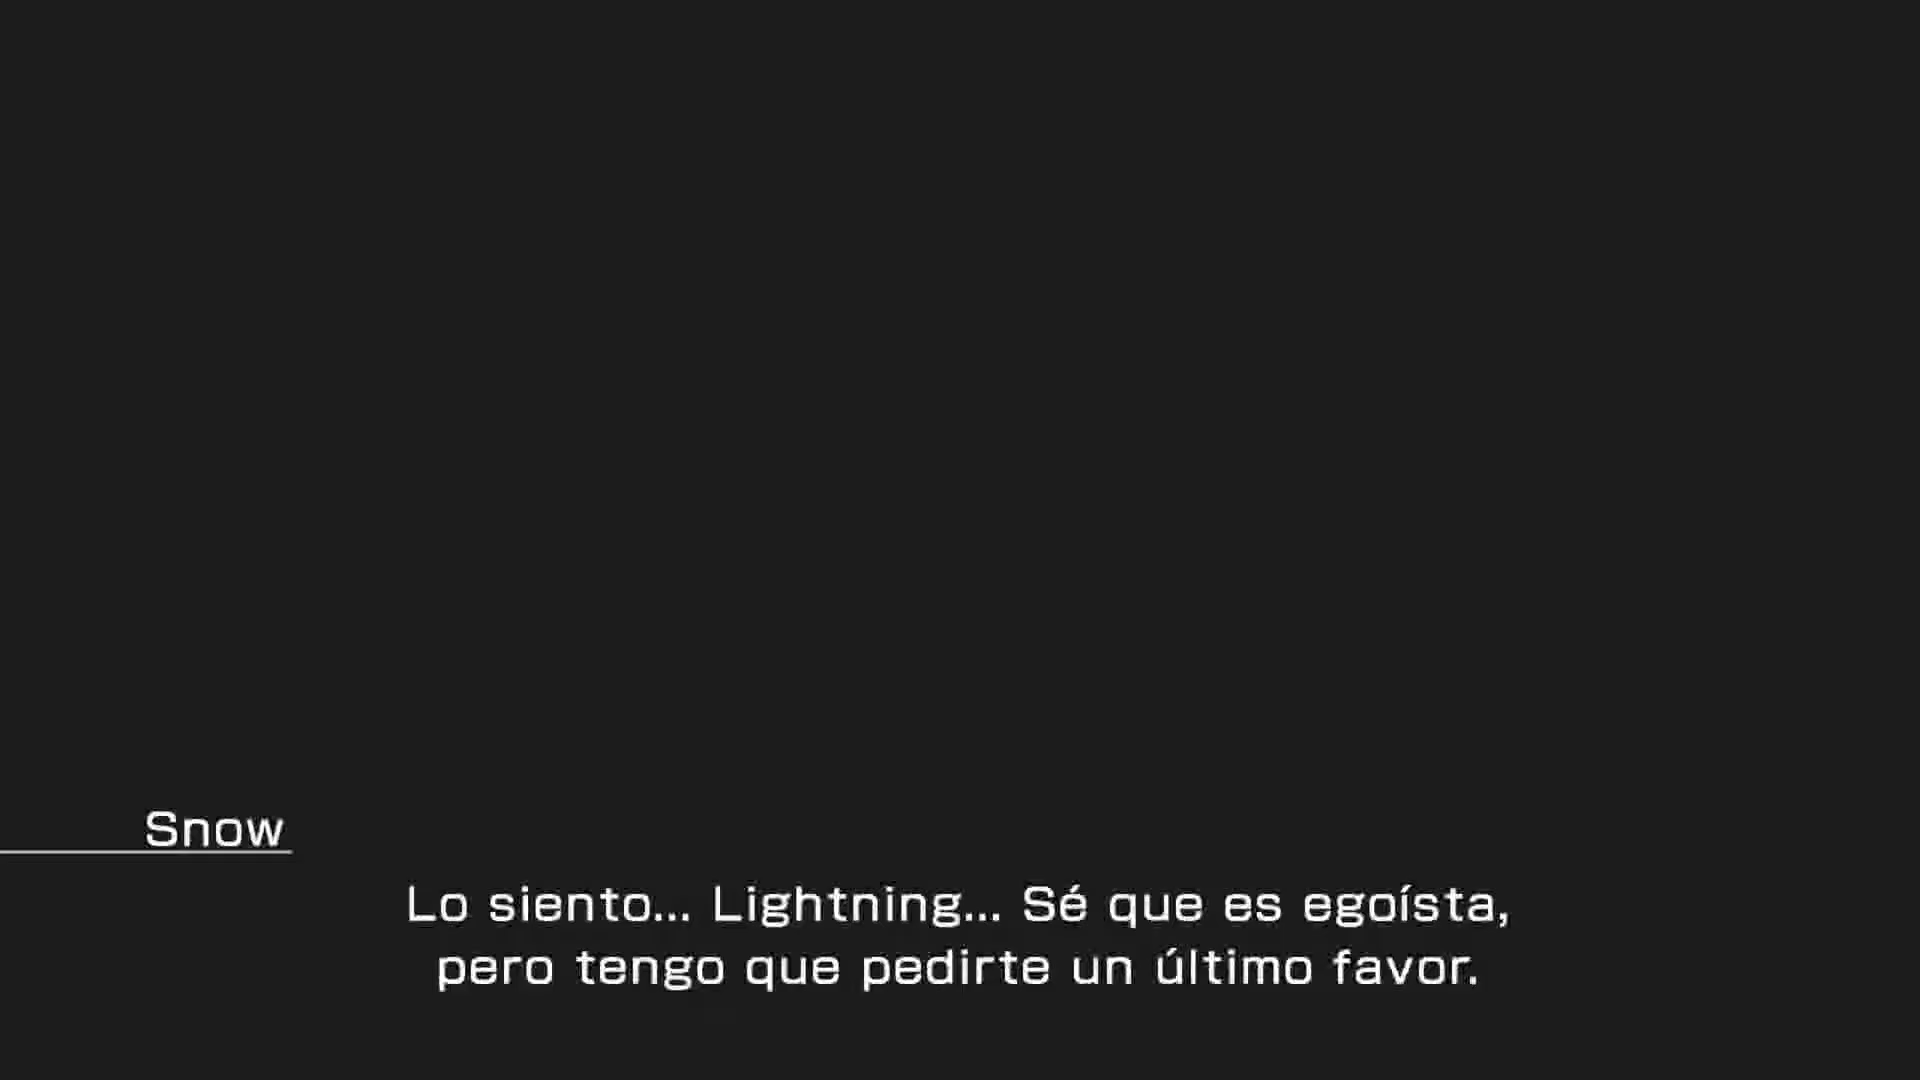 Snow
Lo siento... Lightning... Sé que es egoísta,
pero tengo que pedirte un último favor.